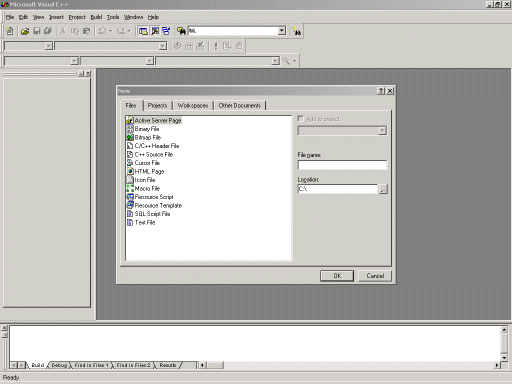 Microsoft Visual C++
File Edit View Insert Project Build Tools Window Help
New
Files Projects Workspaces Other Documents
Active Server Page
Binary File
Bitmap File
C/C++ Header File
C++ Source File
Cursor File
HTML Page
Icon File
Macro File
Resource Script
Resource Template
SQL Script File
Text File
Add to project:
File name:
Location:
C:\
OK Cancel
Build Debug Find in Files 1 Find in Files 2 Results
Ready